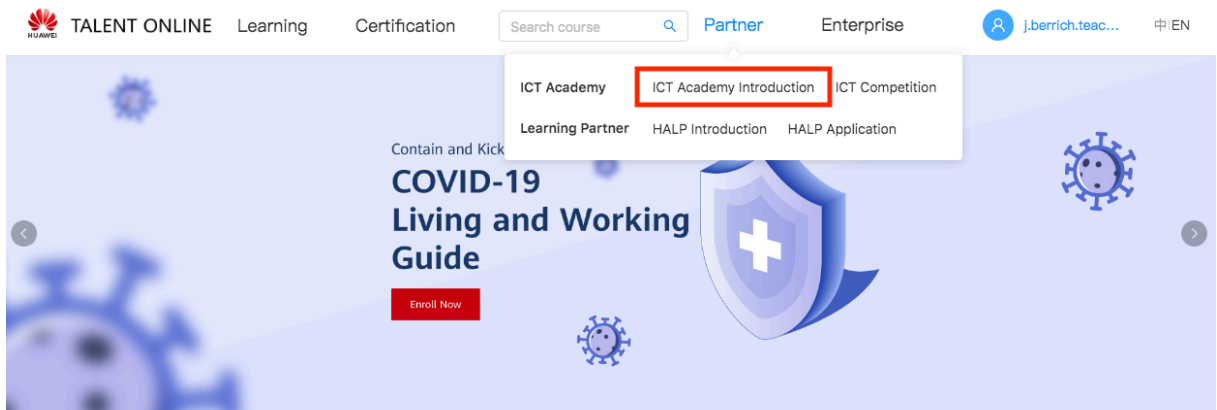 HUAWEI TALENT ONLINE Learning Certification Search course Partner Enterprise j.berrich.teac... 中|EN
ICT Academy ICT Academy Introduction ICT Competition
Learning Partner HALP Introduction HALP Application
Contain and Kick
COVID-19
Living and Working
Guide
Enroll Now